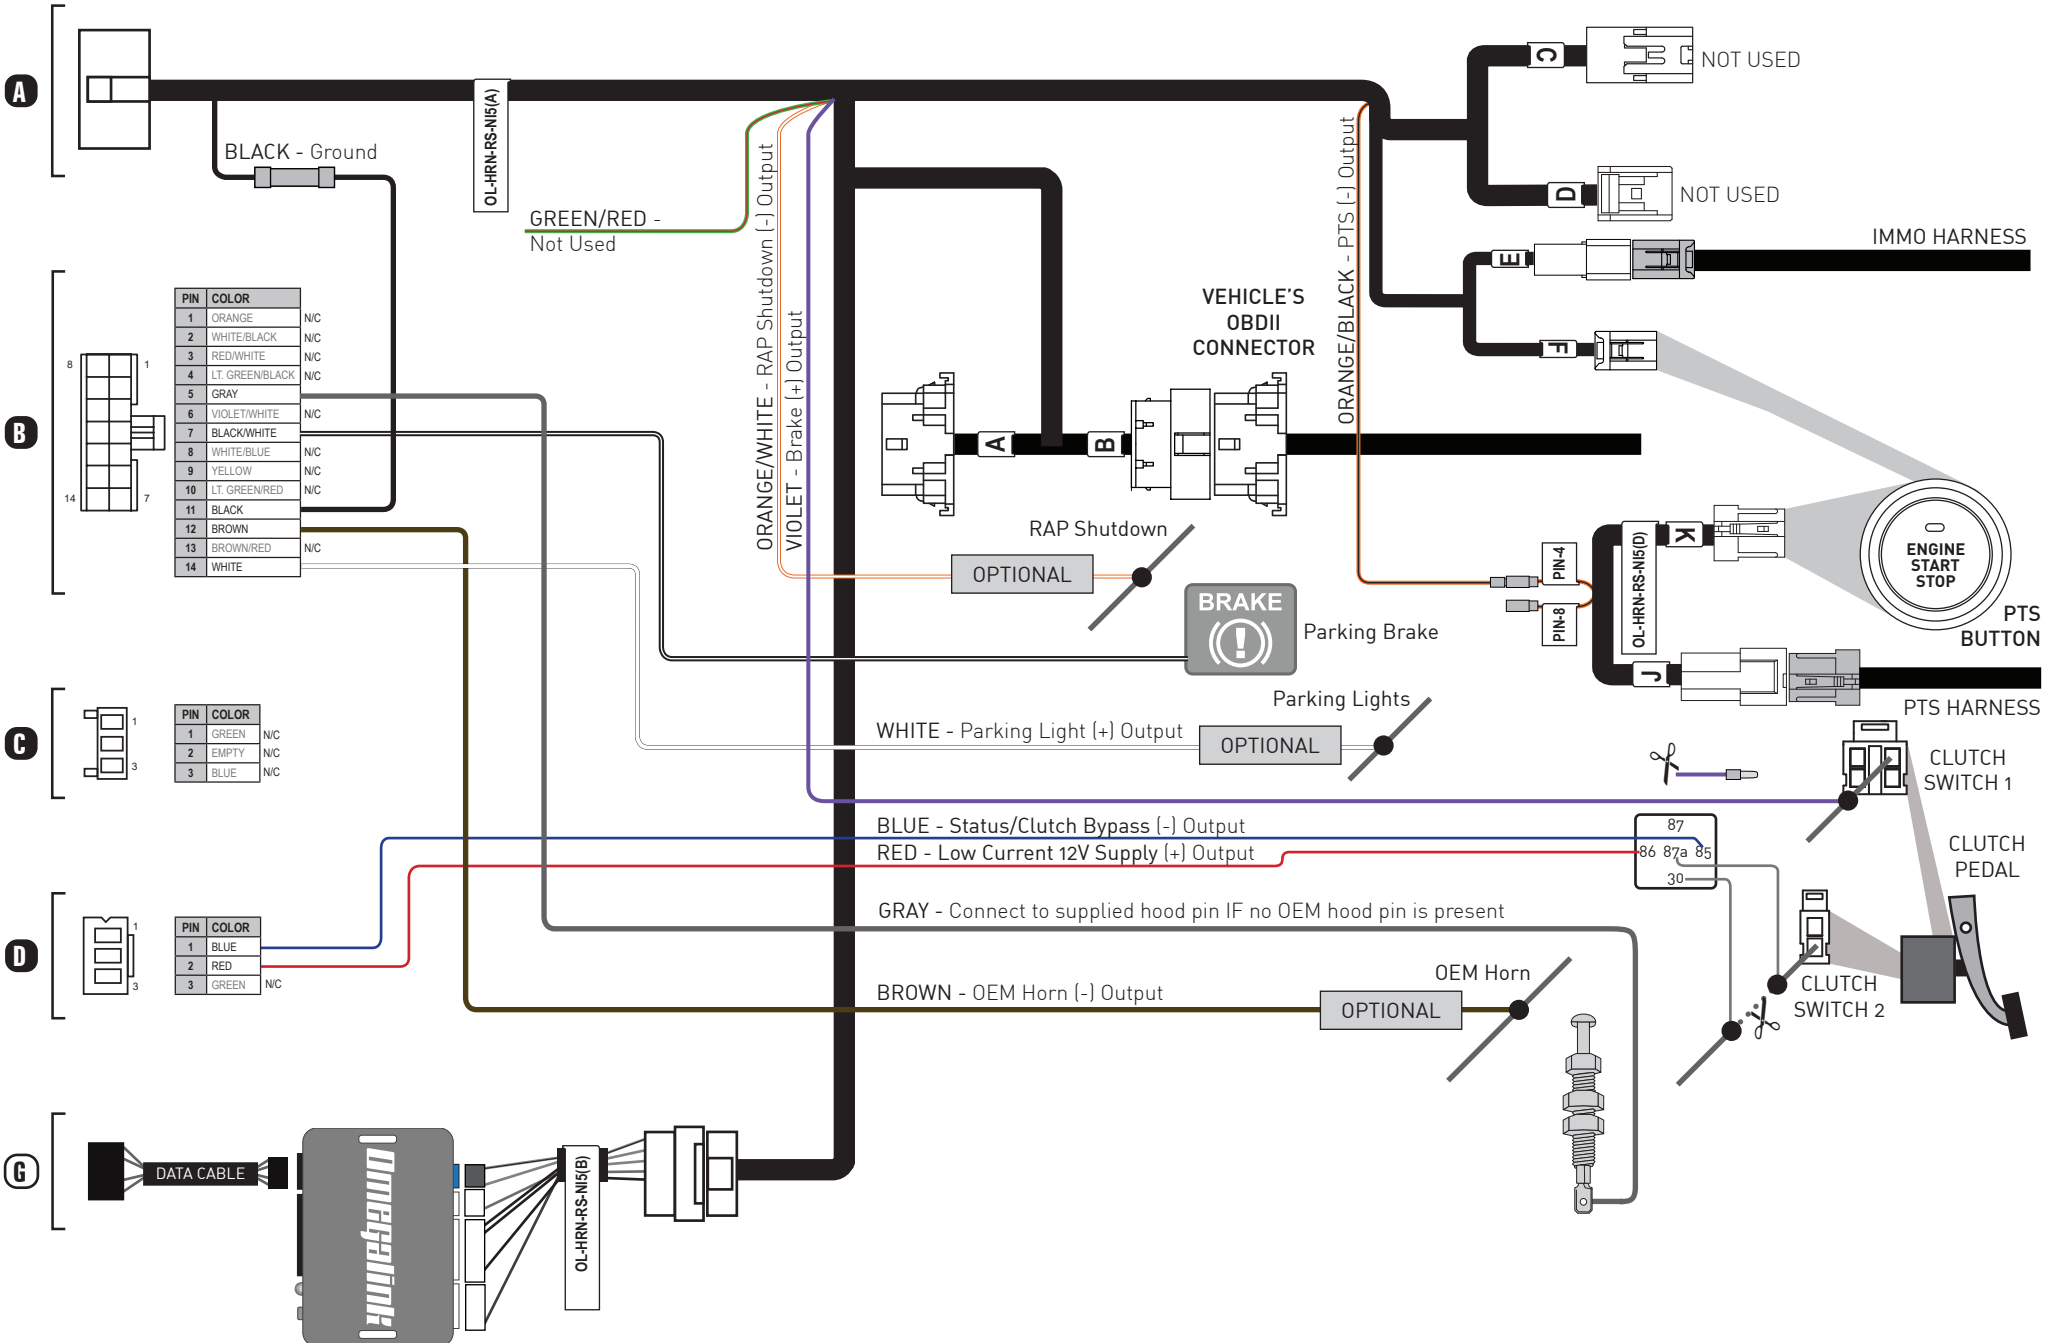 A
OL-HRN-RS-NI5(A)
BLACK - Ground
GREEN/RED -
Not Used
ORANGE/WHITE - RAP Shutdown (-) Output
VIOLET - Brake (+) Output
ORANGE/BLACK - PTS (-) Output
C
NOT USED
D
NOT USED
E
IMMO HARNESS
F
VEHICLE'S
OBDII
CONNECTOR
A
B
B
8
1
14
7
PIN COLOR
1 ORANGE N/C
2 WHITE/BLACK N/C
3 RED/WHITE N/C
4 LT. GREEN/BLACK N/C
5 GRAY
6 VIOLET/WHITE N/C
7 BLACK/WHITE
8 WHITE/BLUE N/C
9 YELLOW N/C
10 LT. GREEN/RED N/C
11 BLACK
12 BROWN
13 BROWN/RED N/C
14 WHITE
RAP Shutdown
OPTIONAL
BRAKE
Parking Brake
PIN-4
PIN-8
OL-HRN-RS-NI5(D)
K
J
ENGINE
START
STOP
PTS
BUTTON
PTS HARNESS
Parking Lights
WHITE - Parking Light (+) Output
OPTIONAL
C
1
3
PIN COLOR
1 GREEN N/C
2 EMPTY N/C
3 BLUE N/C
CLUTCH
SWITCH 1
BLUE - Status/Clutch Bypass (-) Output
RED - Low Current 12V Supply (+) Output
87
86 87a 85
30
CLUTCH
PEDAL
D
1
3
PIN COLOR
1 BLUE
2 RED
3 GREEN N/C
GRAY - Connect to supplied hood pin IF no OEM hood pin is present
BROWN - OEM Horn (-) Output
OPTIONAL
OEM Horn
CLUTCH
SWITCH 2
G
DATA CABLE
Omegalink
OL-HRN-RS-NI5(B)